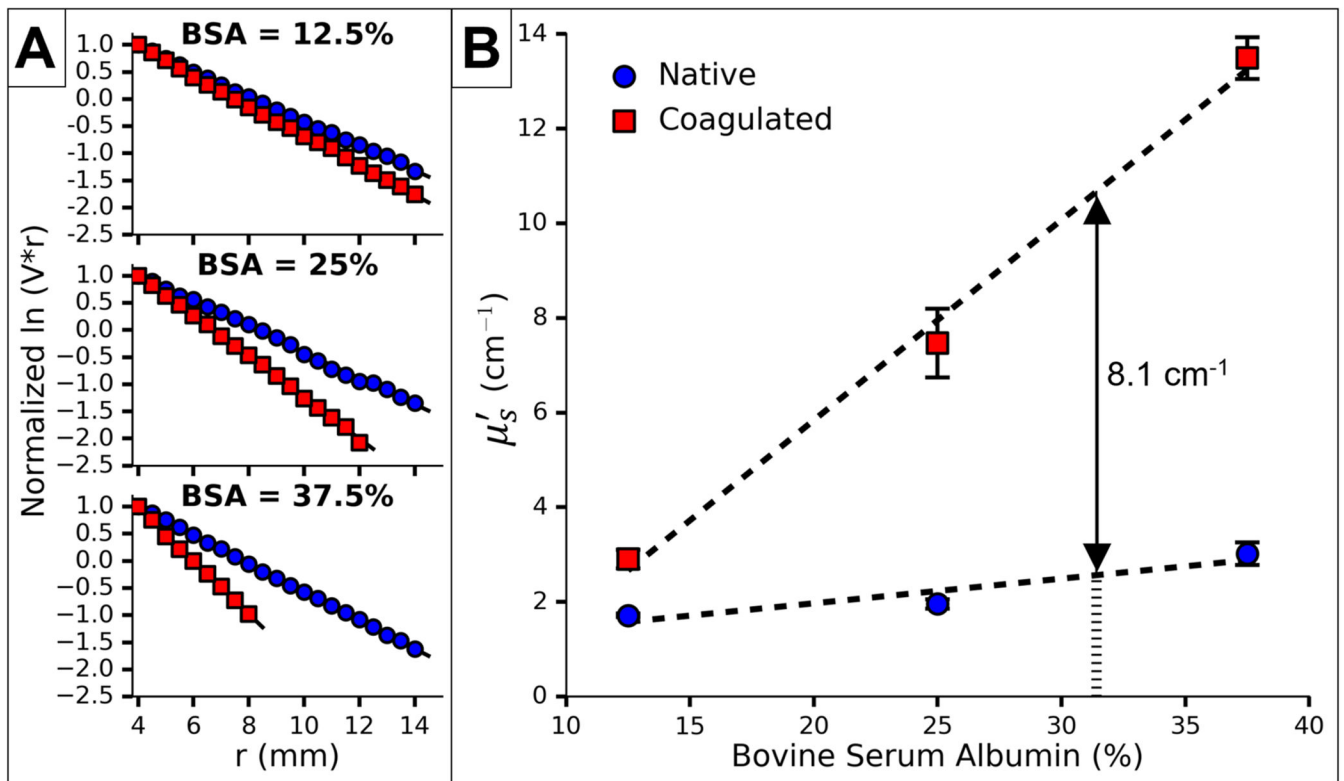 A
Normalized ln (V*r)
BSA = 12.5%
1.0
0.5
0.0
-0.5
-1.0
-1.5
-2.0
-2.5
BSA = 25%
1.0
0.5
0.0
−0.5
−1.0
−1.5
−2.0
−2.5
BSA = 37.5%
1.0
0.5
0.0
−0.5
−1.0
−1.5
−2.0
−2.5
4 6 8 10 12 14
r (mm)
B
Native
Coagulated
μ′s (cm−1)
14
12
10
8
6
4
2
0
8.1 cm-1
10 15 20 25 30 35 40
Bovine Serum Albumin (%)